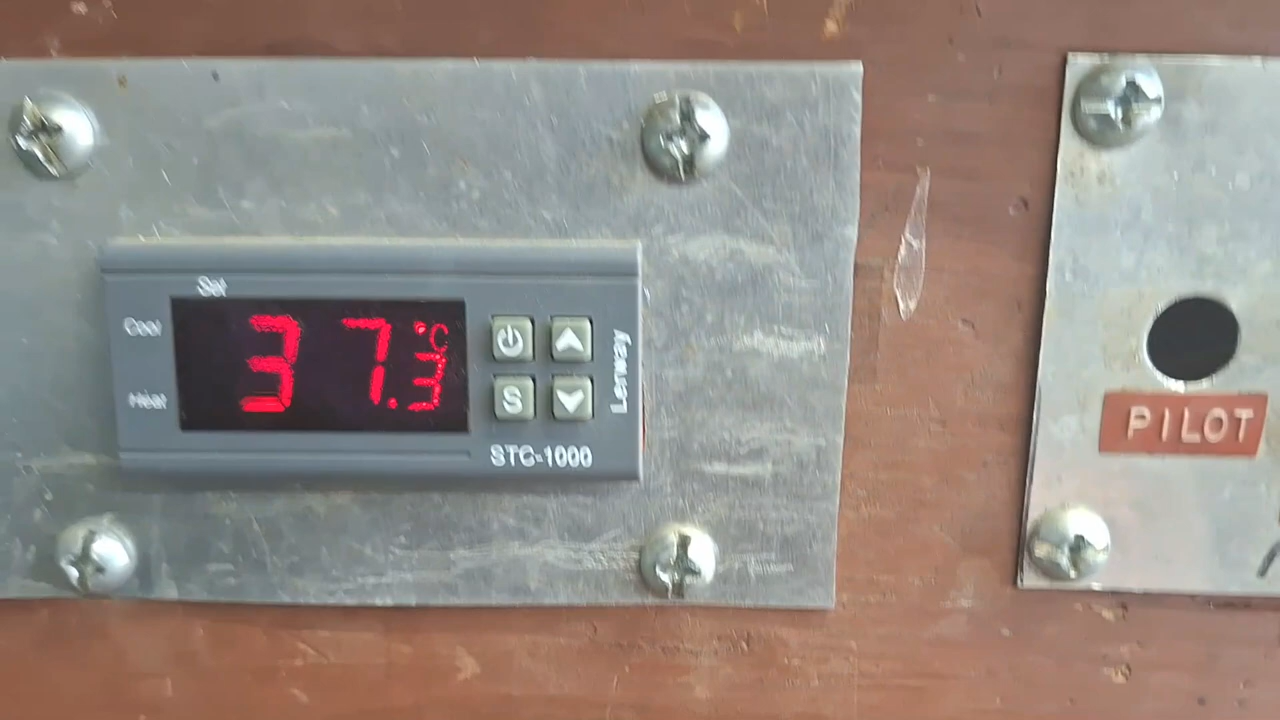 Set
Cool
Heat
37.3
°C
S
Lerway
STC-1000
PILOT